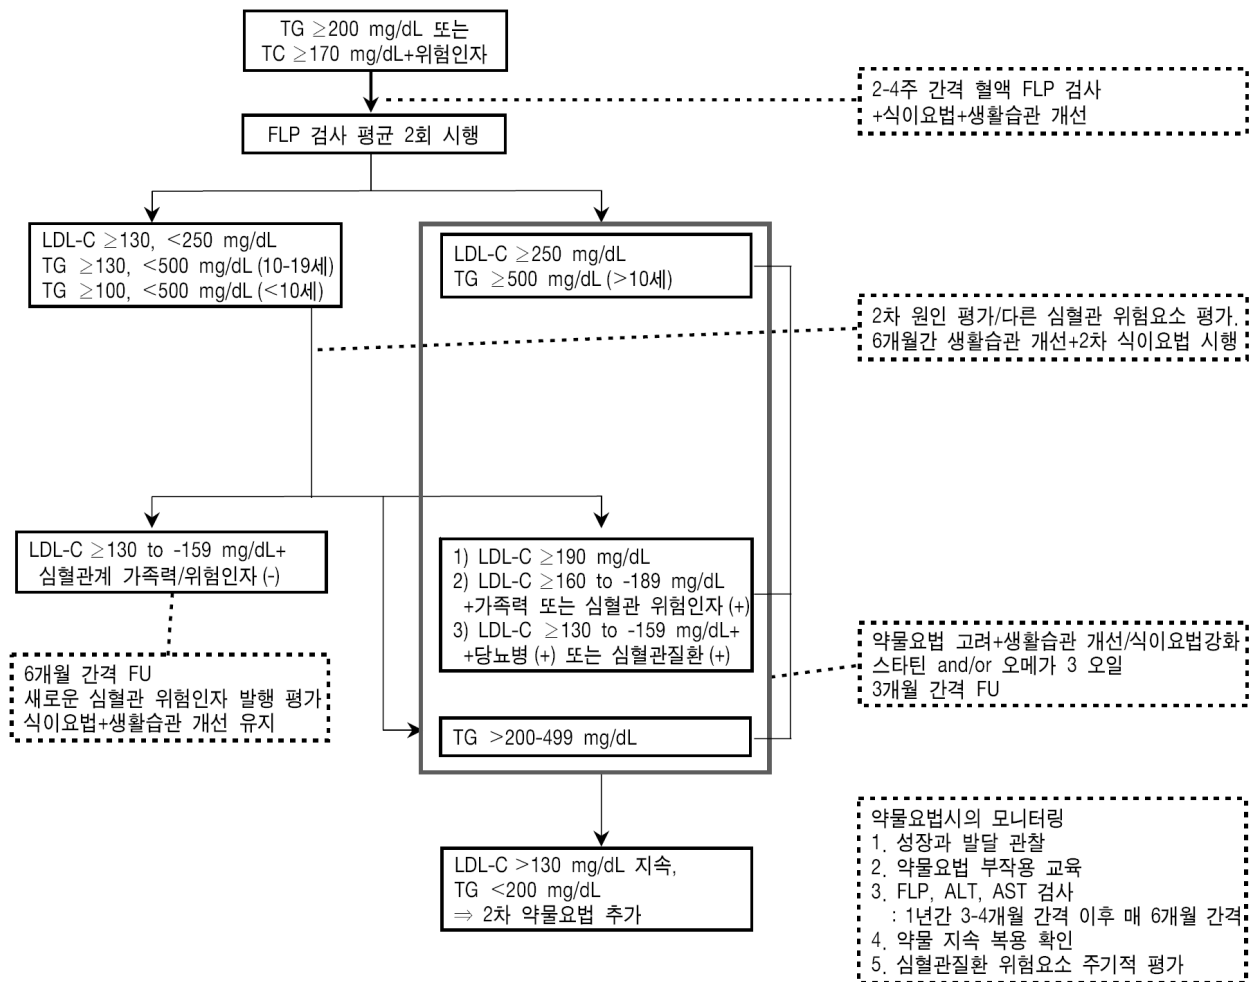 TG ≥200 mg/dL 또는
TC ≥170 mg/dL+위험인자
2-4주 간격 혈액 FLP 검사
+식이요법+생활습관 개선
FLP 검사 평균 2회 시행
LDL-C ≥130, <250 mg/dL
TG ≥130, <500 mg/dL (10-19세)
TG ≥100, <500 mg/dL (<10세)
LDL-C ≥250 mg/dL
TG ≥500 mg/dL (>10세)
2차 원인 평가/다른 심혈관 위험요소 평가.
6개월간 생활습관 개선+2차 식이요법 시행
LDL-C ≥130 to -159 mg/dL+
심혈관계 가족력/위험인자 (-)
1) LDL-C ≥190 mg/dL
2) LDL-C ≥160 to -189 mg/dL
+가족력 또는 심혈관 위험인자 (+)
3) LDL-C ≥130 to -159 mg/dL+
+당뇨병 (+) 또는 심혈관질환 (+)
6개월 간격 FU
새로운 심혈관 위험인자 발행 평가
식이요법+생활습관 개선 유지
약물요법 고려+생활습관 개선/식이요법강화
스타틴 and/or 오메가 3 오일
3개월 간격 FU
TG >200-499 mg/dL
LDL-C >130 mg/dL 지속,
TG <200 mg/dL
⇒ 2차 약물요법 추가
약물요법시의 모니터링
1. 성장과 발달 관찰
2. 약물요법 부작용 교육
3. FLP, ALT, AST 검사
: 1년간 3-4개월 간격 이후 매 6개월 간격
4. 약물 지속 복용 확인
5. 심혈관질환 위험요소 주기적 평가